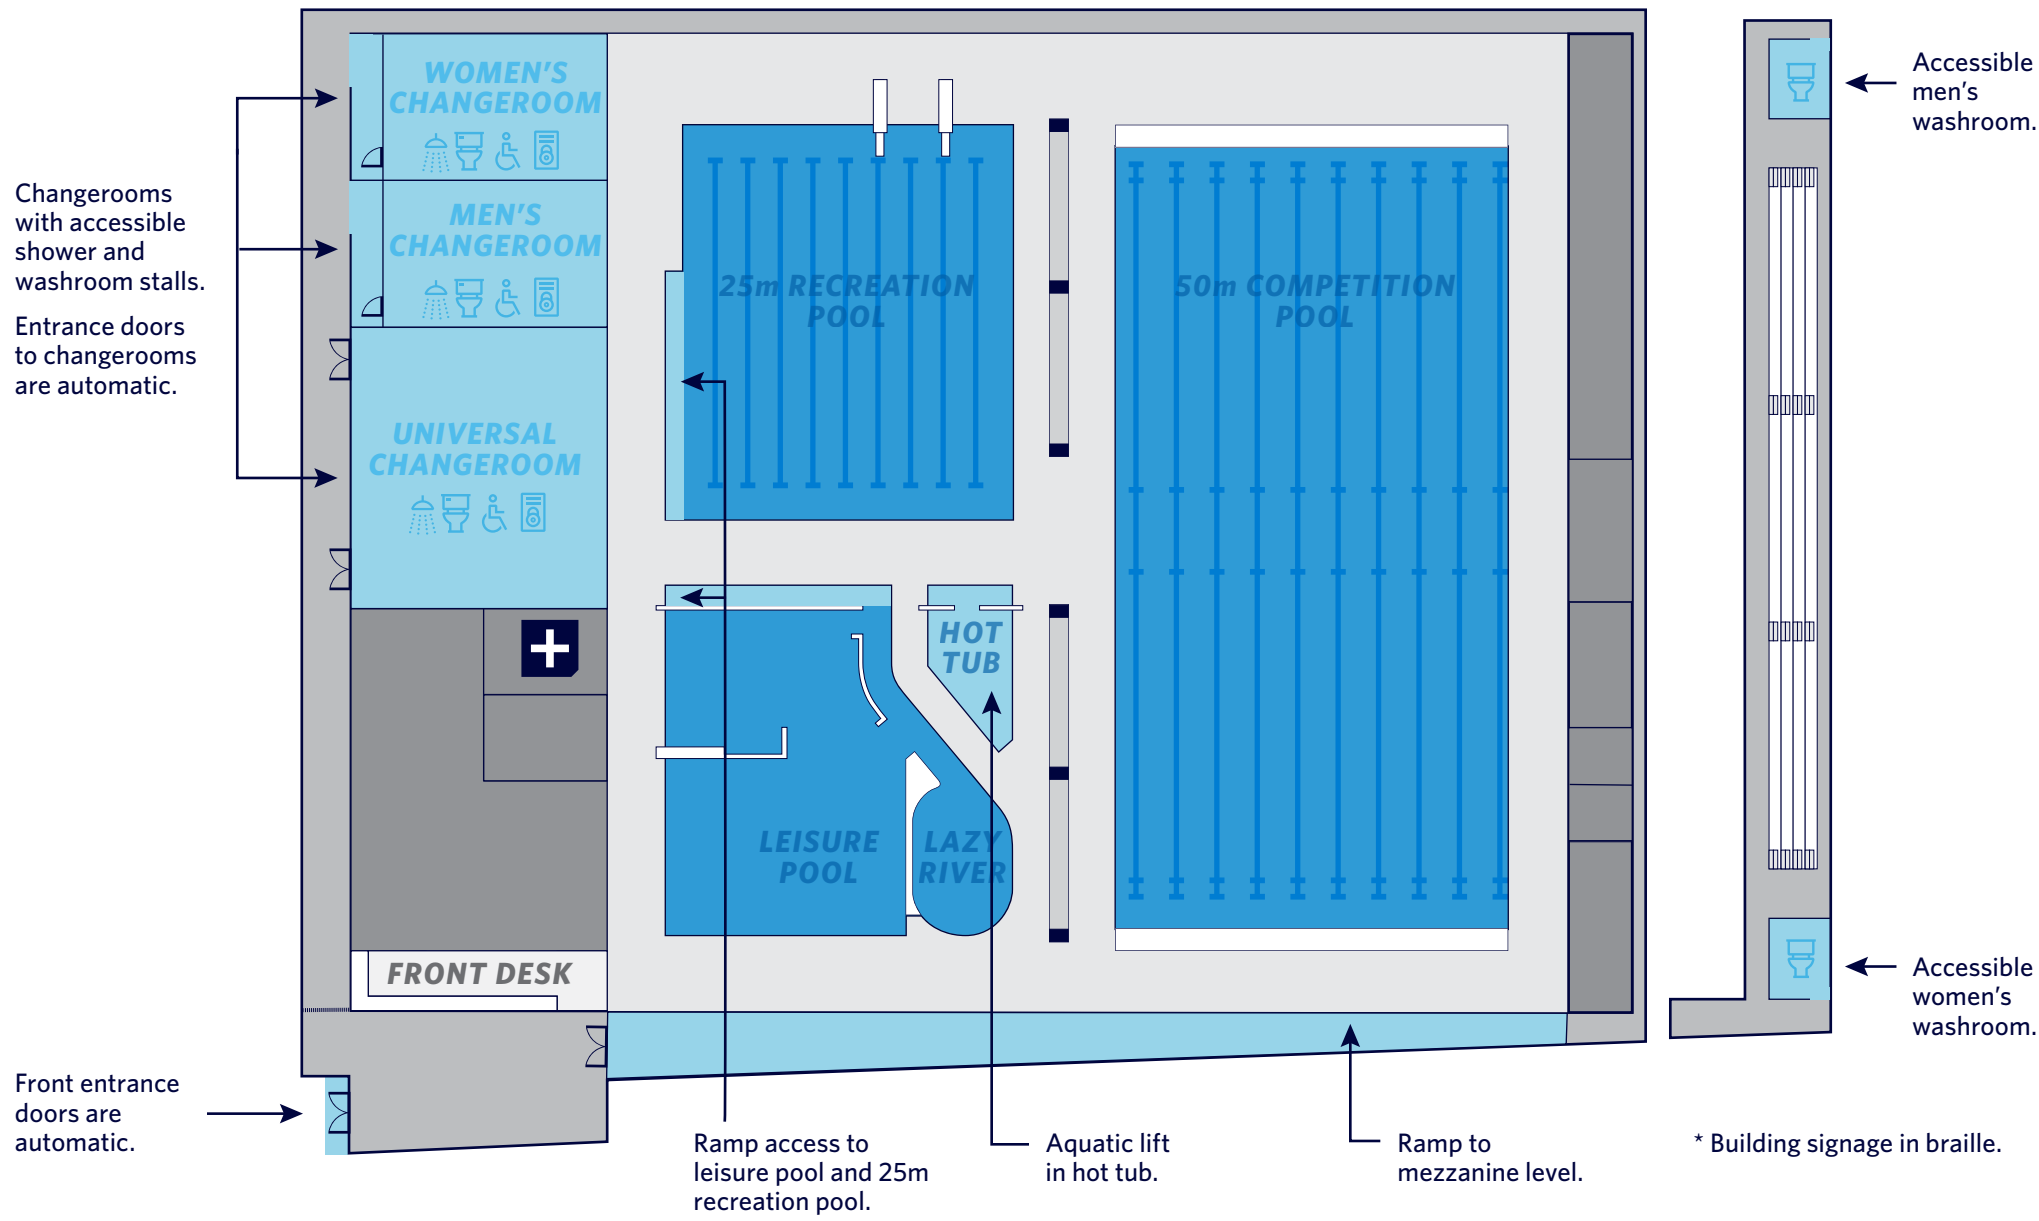 WOMEN'S
CHANGEROOM
Accessible
men's
washroom.
Changerooms
with accessible
shower and
washroom stalls.
Entrance doors
to changerooms
are automatic.
MEN'S
CHANGEROOM
25m RECREATION
POOL
50m COMPETITION
POOL
UNIVERSAL
CHANGEROOM
HOT
TUB
LEISURE
POOL
LAZY
RIVER
FRONT DESK
Accessible
women's
washroom.
Front entrance
doors are
automatic.
Ramp access to
leisure pool and 25m
recreation pool.
Aquatic lift
in hot tub.
Ramp to
mezzanine level.
* Building signage in braille.